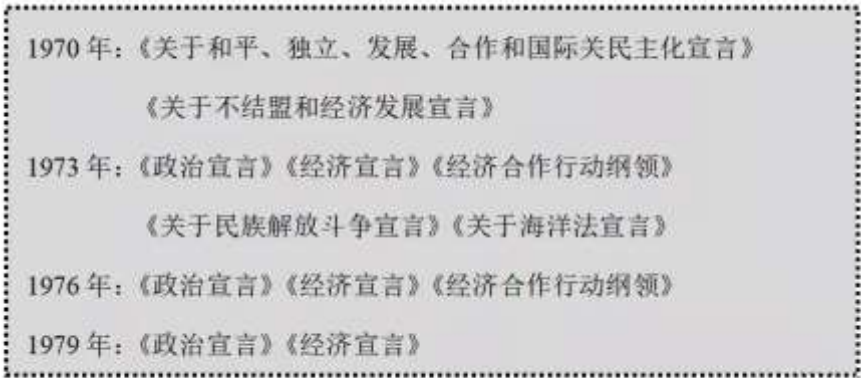 1970 年:《关于和平、独立、发展、合作和国际关民主化宣言》
《关于不结盟和经济发展宣言》
1973 年:《政治宣言》《经济宣言》《经济合作行动纲领》
《关于民族解放斗争宣言》《关于海洋法宣言》
1976 年:《政治宣言》《经济宣言》《经济合作行动纲领》
1979 年:《政治宣言》《经济宣言》